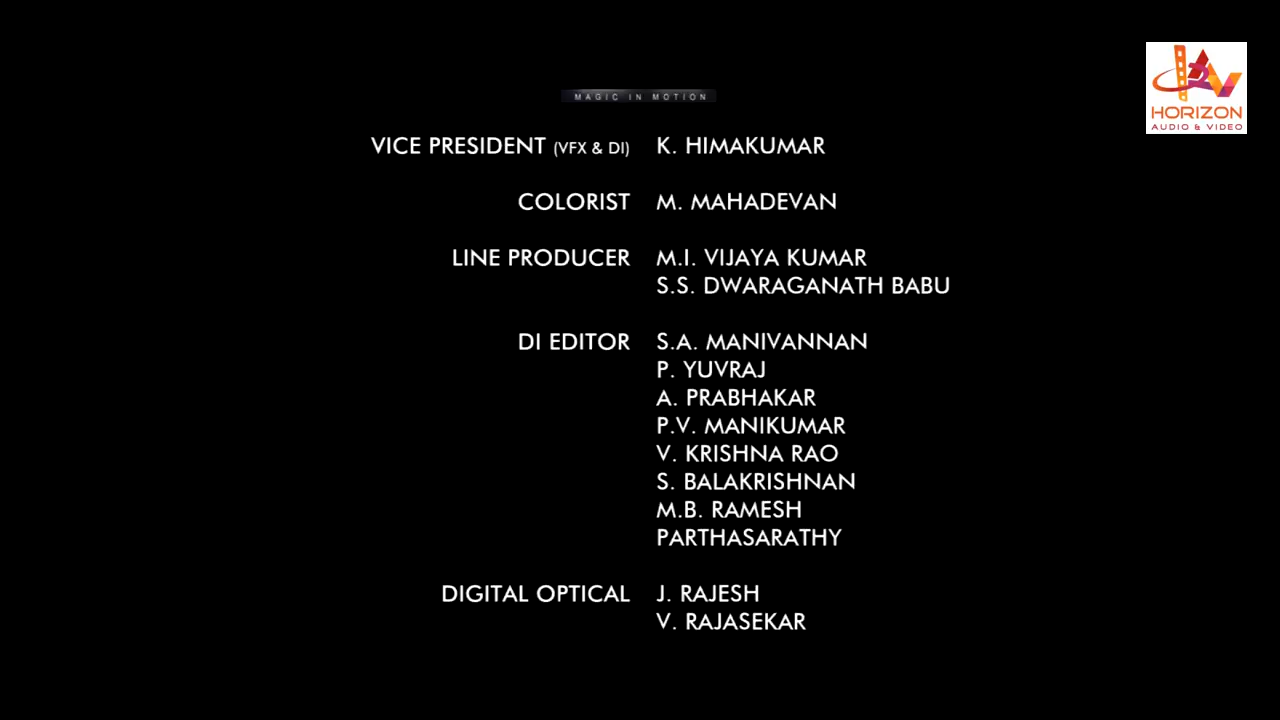 MAGIC IN MOTION
HORIZON
AUDIO & VIDEO
VICE PRESIDENT (VFX & DI) K. HIMAKUMAR
COLORIST M. MAHADEVAN
LINE PRODUCER M.I. VIJAYA KUMAR
S.S. DWARAGANATH BABU
DI EDITOR S.A. MANIVANNAN
P. YUVRAJ
A. PRABHAKAR
P.V. MANIKUMAR
V. KRISHNA RAO
S. BALAKRISHNAN
M.B. RAMESH
PARTHASARATHY
DIGITAL OPTICAL J. RAJESH
V. RAJASEKAR